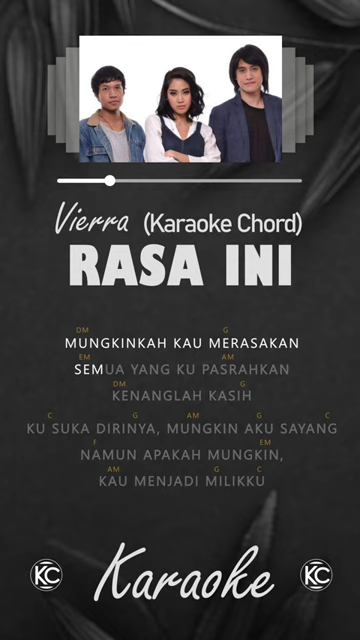 Vierra (Karaoke Chord)
RASA INI
DM G
MUNGKINKAH KAU MERASAKAN
EM AM
SEMUA YANG KU PASRAHKAN
DM G
KENANGLAH KASIH
C G AM G C
KU SUKA DIRINYA, MUNGKIN AKU SAYANG
F EM
NAMUN APAKAH MUNGKIN,
AM G C
KAU MENJADI MILIKKU
KC Karaoke KC